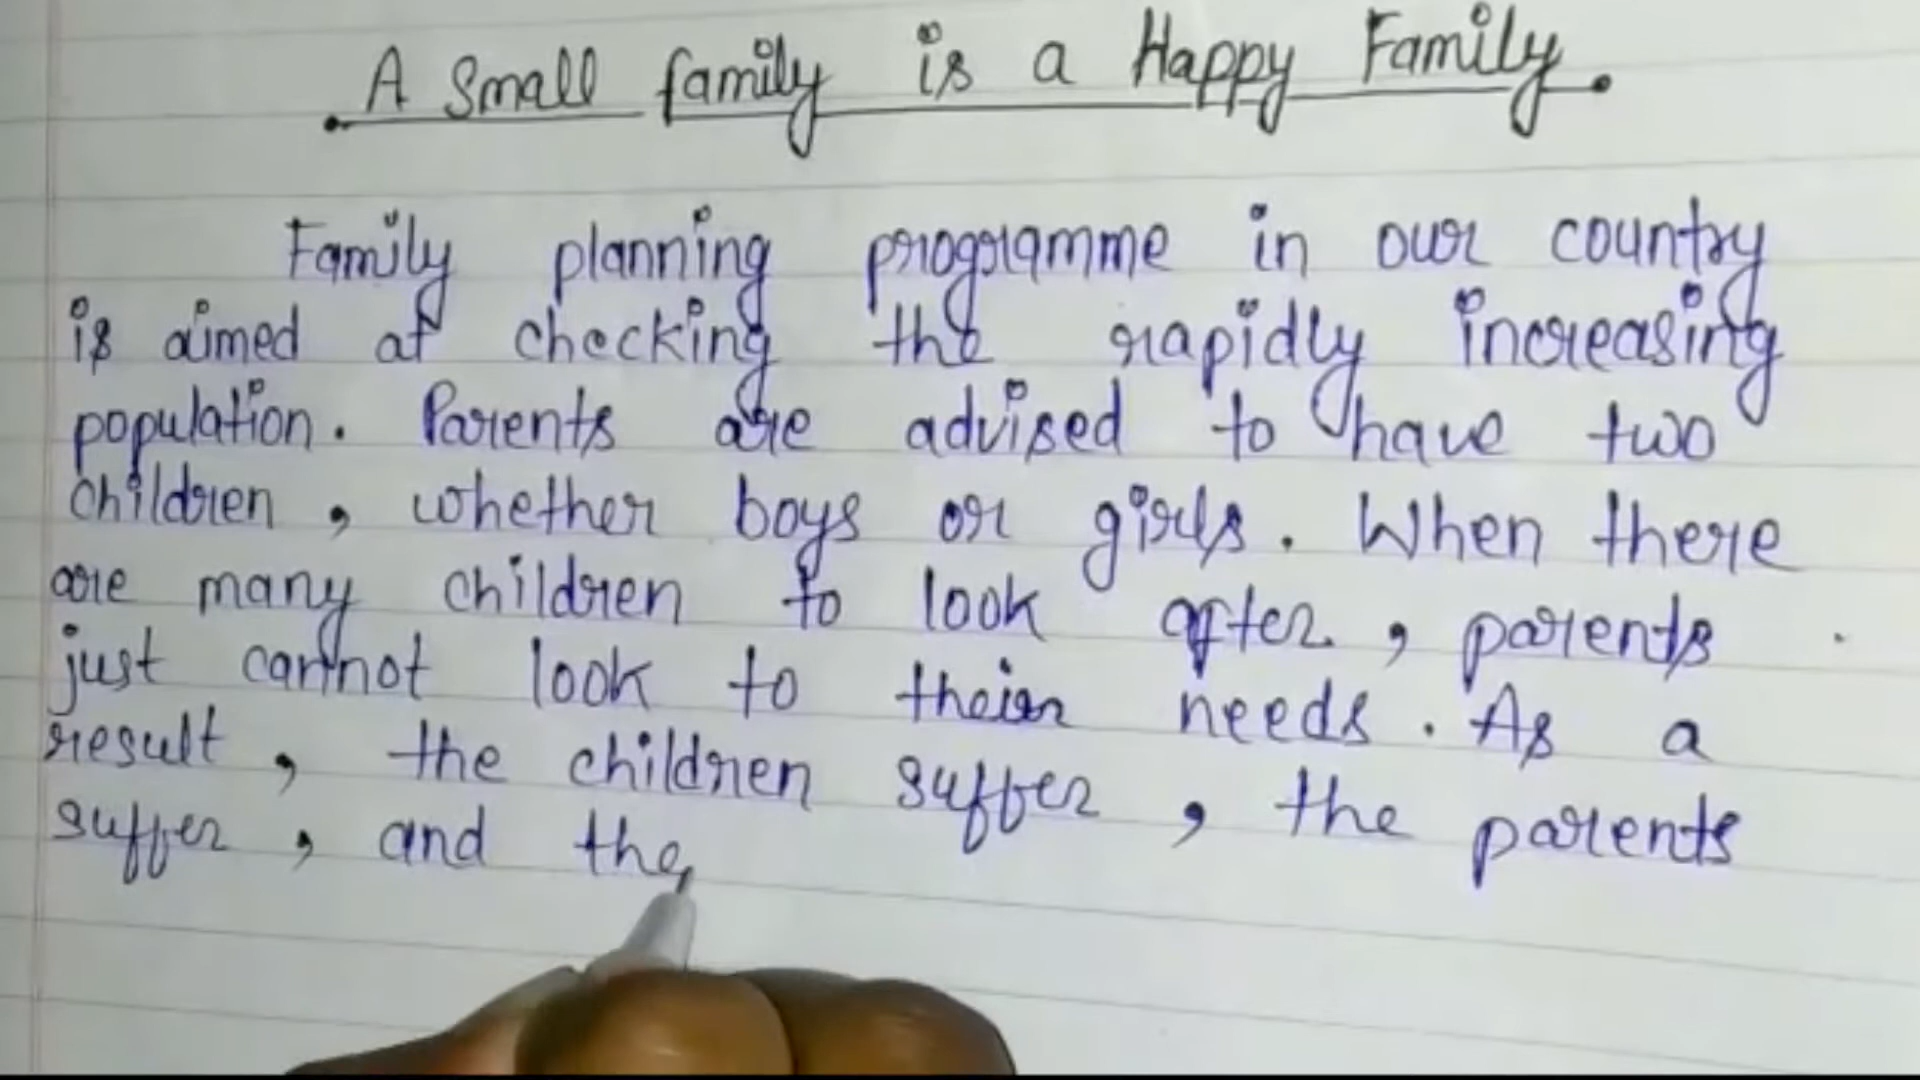 A Small family is a Happy Family.
Family planning programme in our country
is aimed at checking the rapidly increasing
population. Parents are advised to have two
children, whether boys or girls. When there
are many children to look after, parents
just cannot look to their needs. As a
result, the children suffer, the parents
suffer, and the